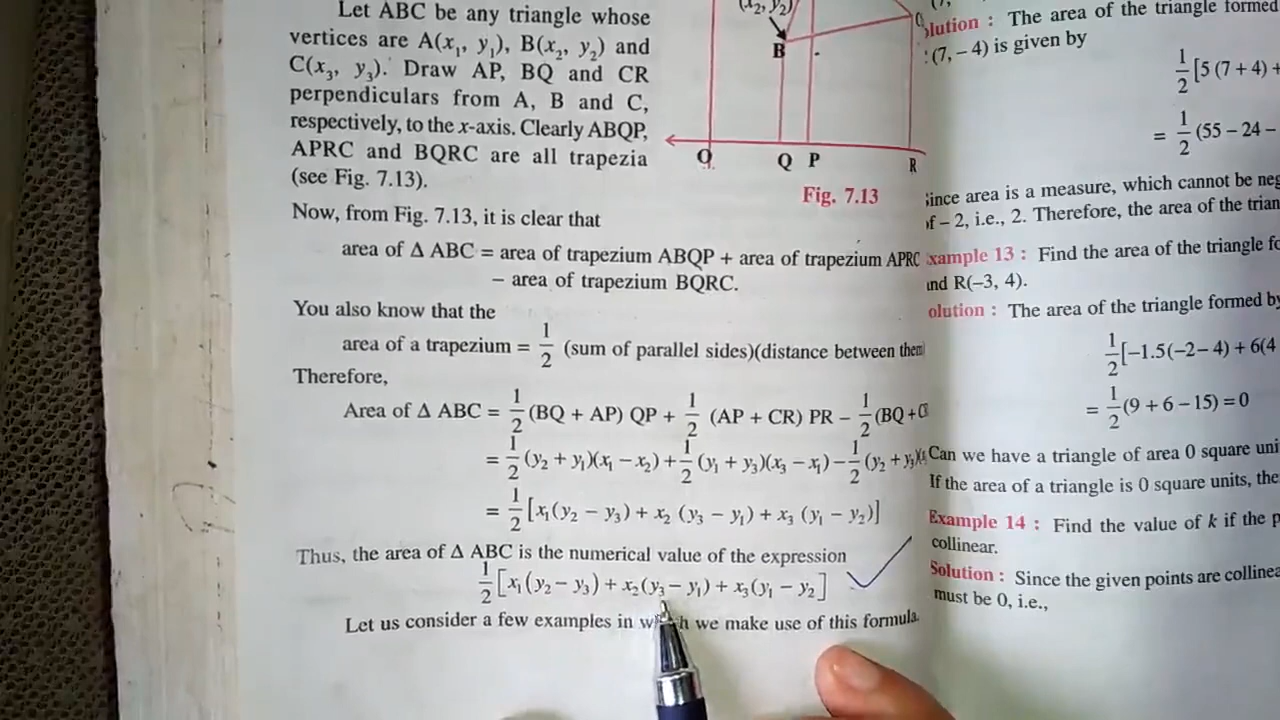 Let ABC be any triangle whose
vertices are A(x₁, y₁), B(x₂, y₂) and
C(x₃, y₃). Draw AP, BQ and CR
perpendiculars from A, B and C,
respectively, to the x-axis. Clearly ABQP,
APRC and BQRC are all trapezia
(see Fig. 7.13).
(x₂, y₂)
B
O Q P R
Fig. 7.13
Now, from Fig. 7.13, it is clear that
area of Δ ABC = area of trapezium ABQP + area of trapezium APRC
– area of trapezium BQRC.
You also know that the
area of a trapezium = 1/2 (sum of parallel sides)(distance between them
Therefore,
Area of Δ ABC = 1/2 (BQ + AP) QP + 1/2 (AP + CR) PR – 1/2 (BQ +
= 1/2 (y₂ + y₁)(x₁ – x₂) + 1/2 (y₁ + y₃)(x₃ – x₁) – 1/2 (y₂ + y₃)(
= 1/2 [x₁(y₂ – y₃) + x₂ (y₃ – y₁) + x₃ (y₁ – y₂)]
Thus, the area of Δ ABC is the numerical value of the expression
1/2 [x₁(y₂ – y₃) + x₂(y₃ – y₁) + x₃(y₁ – y₂]
Let us consider a few examples in we make use of this formula.
olution : The area of the triangle formed
(7, – 4) is given by
1/2 [5 (7 + 4) +
= 1/2 (55 – 24 –
ince area is a measure, which cannot be neg
of – 2, i.e., 2. Therefore, the area of the trian
xample 13 : Find the area of the triangle fo
and R(–3, 4).
olution : The area of the triangle formed by
1/2 [–1.5(–2 – 4) + 6(4
= 1/2 (9 + 6 – 15) = 0
Can we have a triangle of area 0 square uni
If the area of a triangle is 0 square units, the
Example 14 : Find the value of k if the p
collinear.
Solution : Since the given points are collinea
must be 0, i.e.,